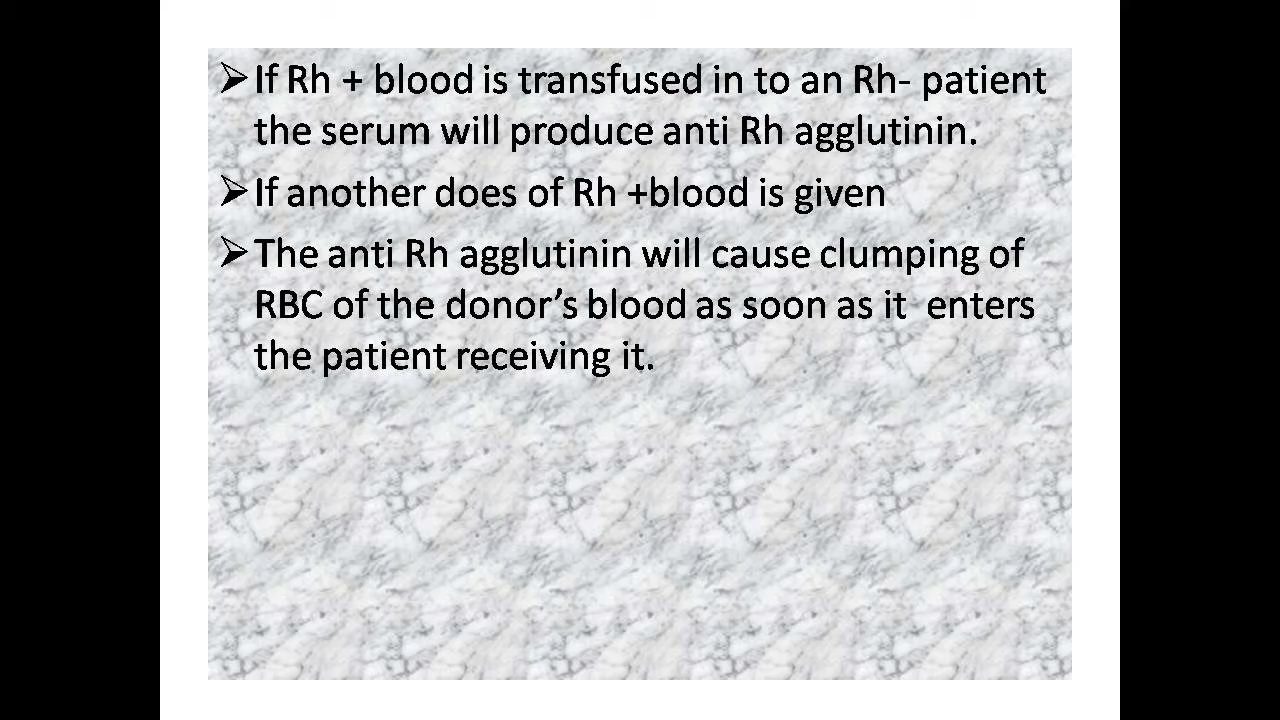 ➢If Rh + blood is transfused in to an Rh- patient
the serum will produce anti Rh agglutinin.
➢If another does of Rh +blood is given
➢The anti Rh agglutinin will cause clumping of
RBC of the donor’s blood as soon as it  enters
the patient receiving it.